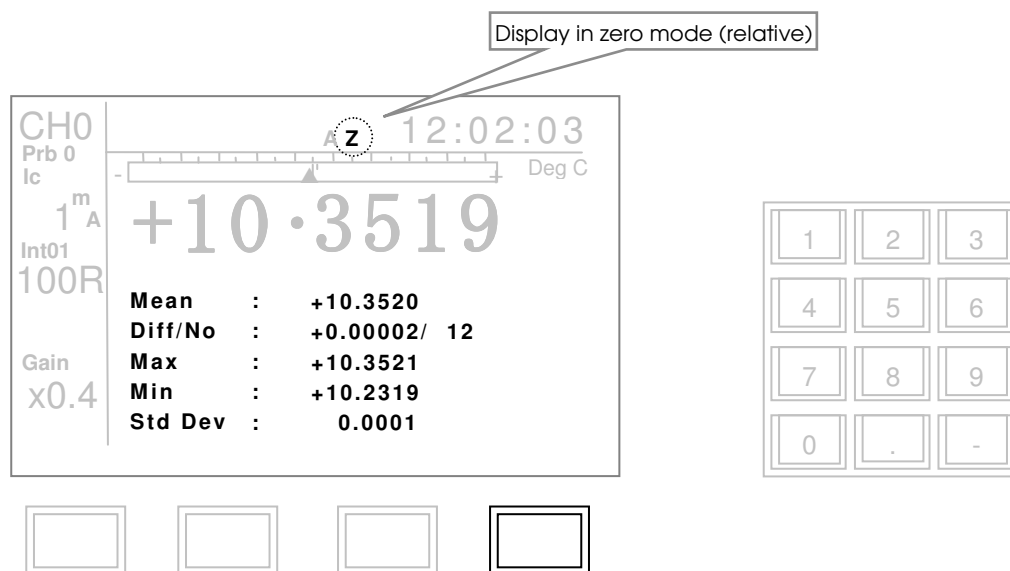 Display in zero mode (relative)
CH0
A Z 12:02:03
Prb 0
Ic
- + Deg C
1 m A
+10.3519
Int01
100R
Mean : +10.3520
Diff/No : +0.00002/ 12
Max : +10.3521
Min : +10.2319
Std Dev : 0.0001
Gain
x0.4
1 2 3
4 5 6
7 8 9
0 . -